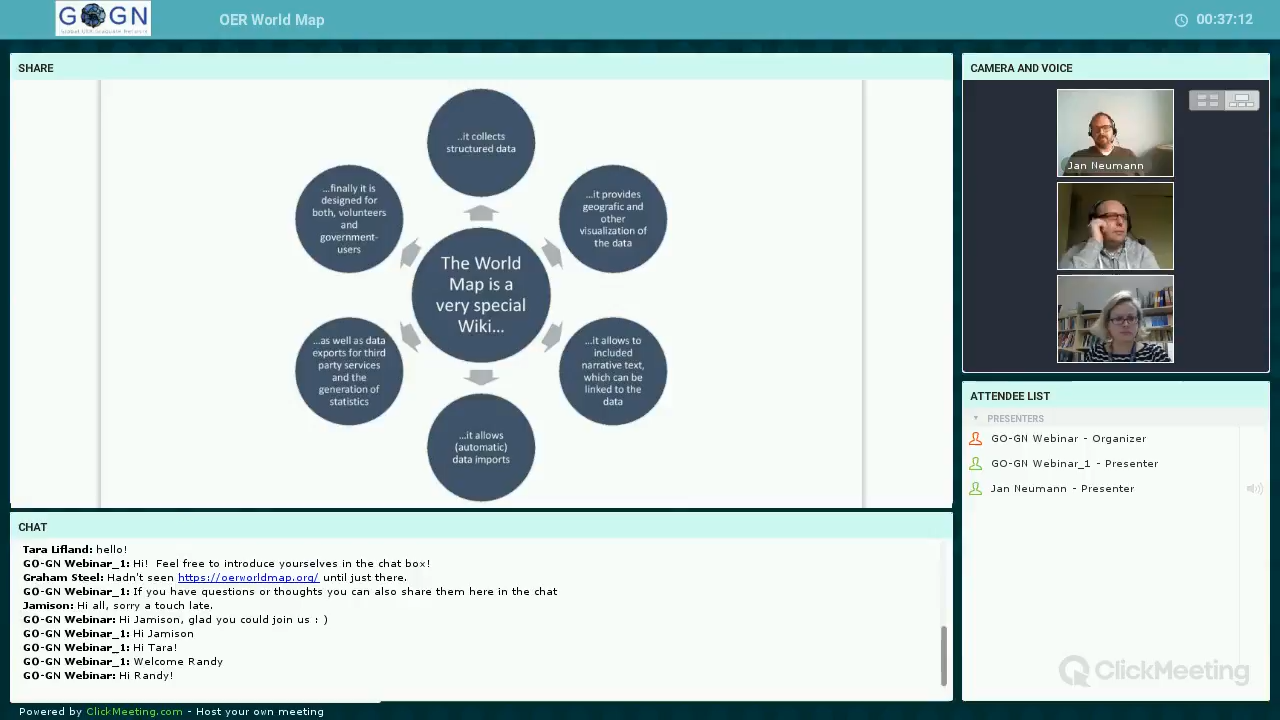 GOGN
Global OER Graduate Network
OER World Map
00:37:12
SHARE
..it collects
structured data
...it provides
geografic and
other
visualization of
the data
...it allows to
included
narrative text,
which can be
linked to the
data
...it allows
(automatic)
data imports
...as well as data
exports for third
party services
and the
generation of
statistics
...finally it is
designed for
both, volunteers
and
government-
users
The World
Map is a
very special
Wiki...
CAMERA AND VOICE
Jan Neumann
ATTENDEE LIST
PRESENTERS
GO-GN Webinar - Organizer
GO-GN Webinar_1 - Presenter
Jan Neumann - Presenter
ClickMeeting
CHAT
Tara Lifland: hello!
GO-GN Webinar_1: Hi! Feel free to introduce yourselves in the chat box!
Graham Steel: Hadn't seen https://oerworldmap.org/ until just there.
GO-GN Webinar_1: If you have questions or thoughts you can also share them here in the chat
Jamison: Hi all, sorry a touch late.
GO-GN Webinar: Hi Jamison, glad you could join us : )
GO-GN Webinar_1: Hi Jamison
GO-GN Webinar_1: Hi Tara!
GO-GN Webinar_1: Welcome Randy
GO-GN Webinar: Hi Randy!
Powered by ClickMeeting.com - Host your own meeting